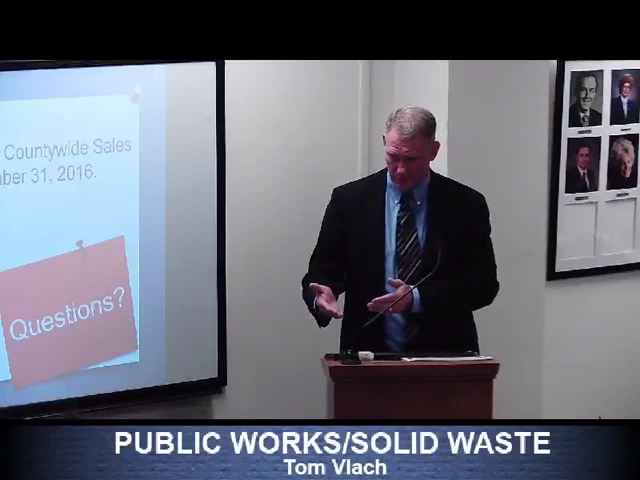 Countywide Sales
ber 31, 2016.
Questions?
PUBLIC WORKS/SOLID WASTE
Tom Vlach